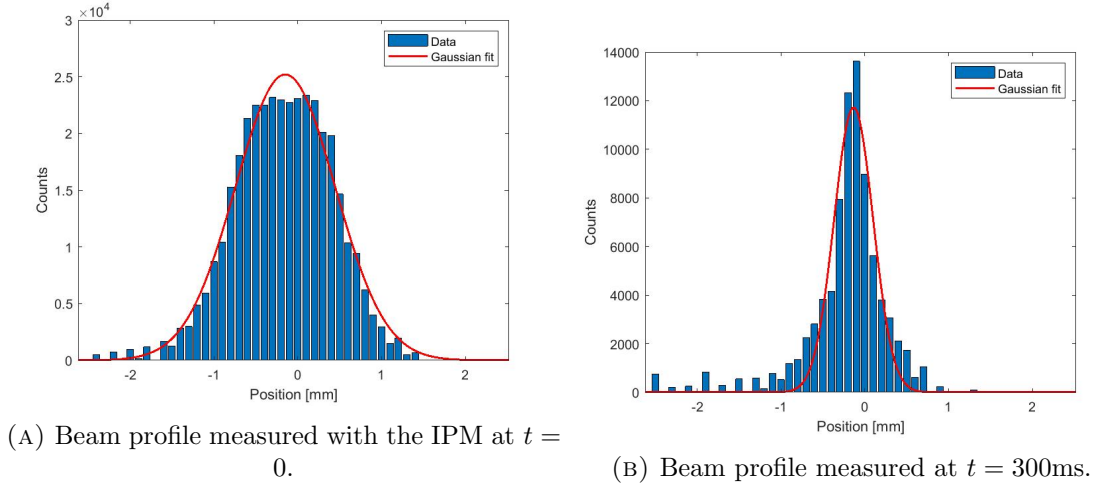 3 ×10⁴
2.5
2
1.5
1
0.5
0
-2 -1 0 1 2
Counts
Position [mm]
Data
Gaussian fit
(A) Beam profile measured with the IPM at t =
0.
14000
12000
10000
8000
6000
4000
2000
0
-2 -1 0 1 2
Counts
Position [mm]
Data
Gaussian fit
(B) Beam profile measured at t = 300ms.